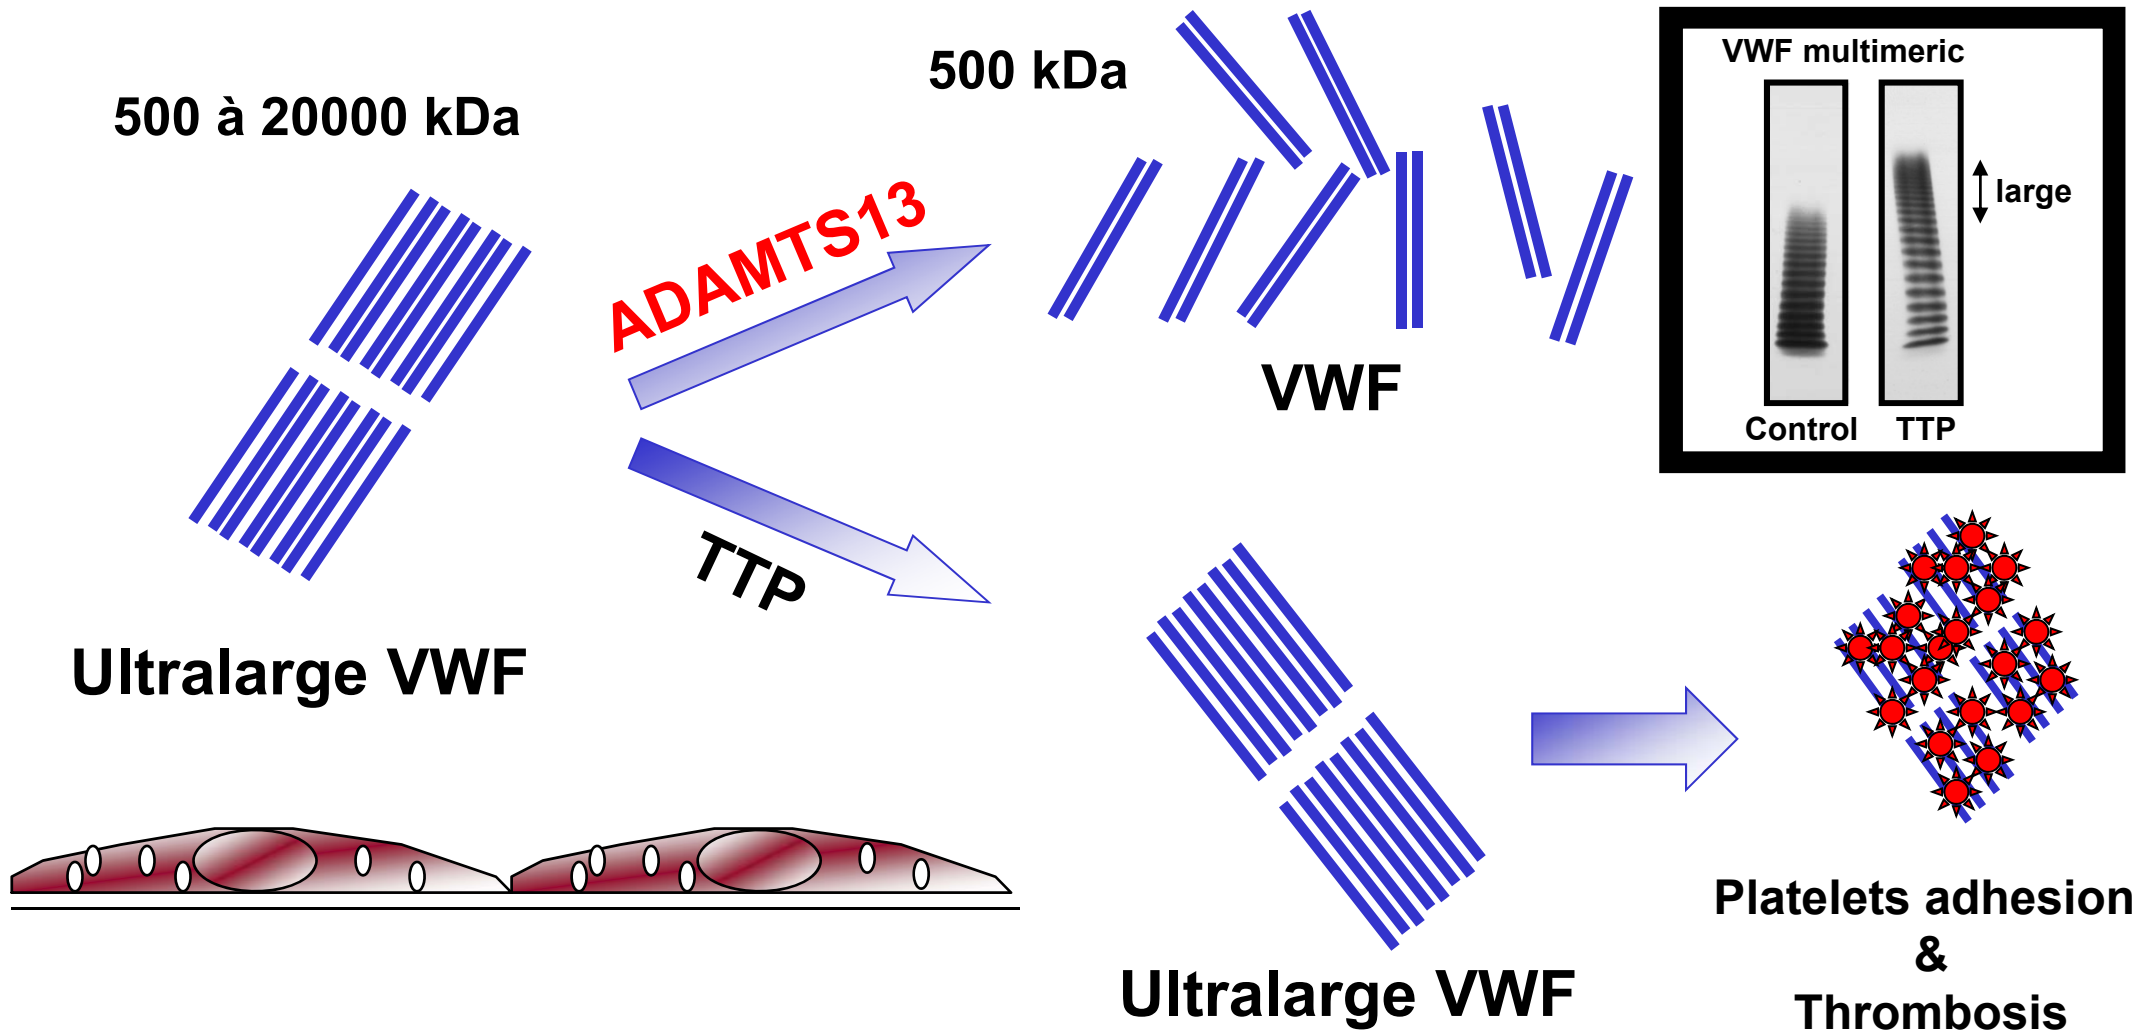 500 à 20000 kDa
Ultralarge VWF
ADAMTS13
TTP
500 kDa
VWF
VWF multimeric
large
Control TTP
Ultralarge VWF
Platelets adhesion
&
Thrombosis